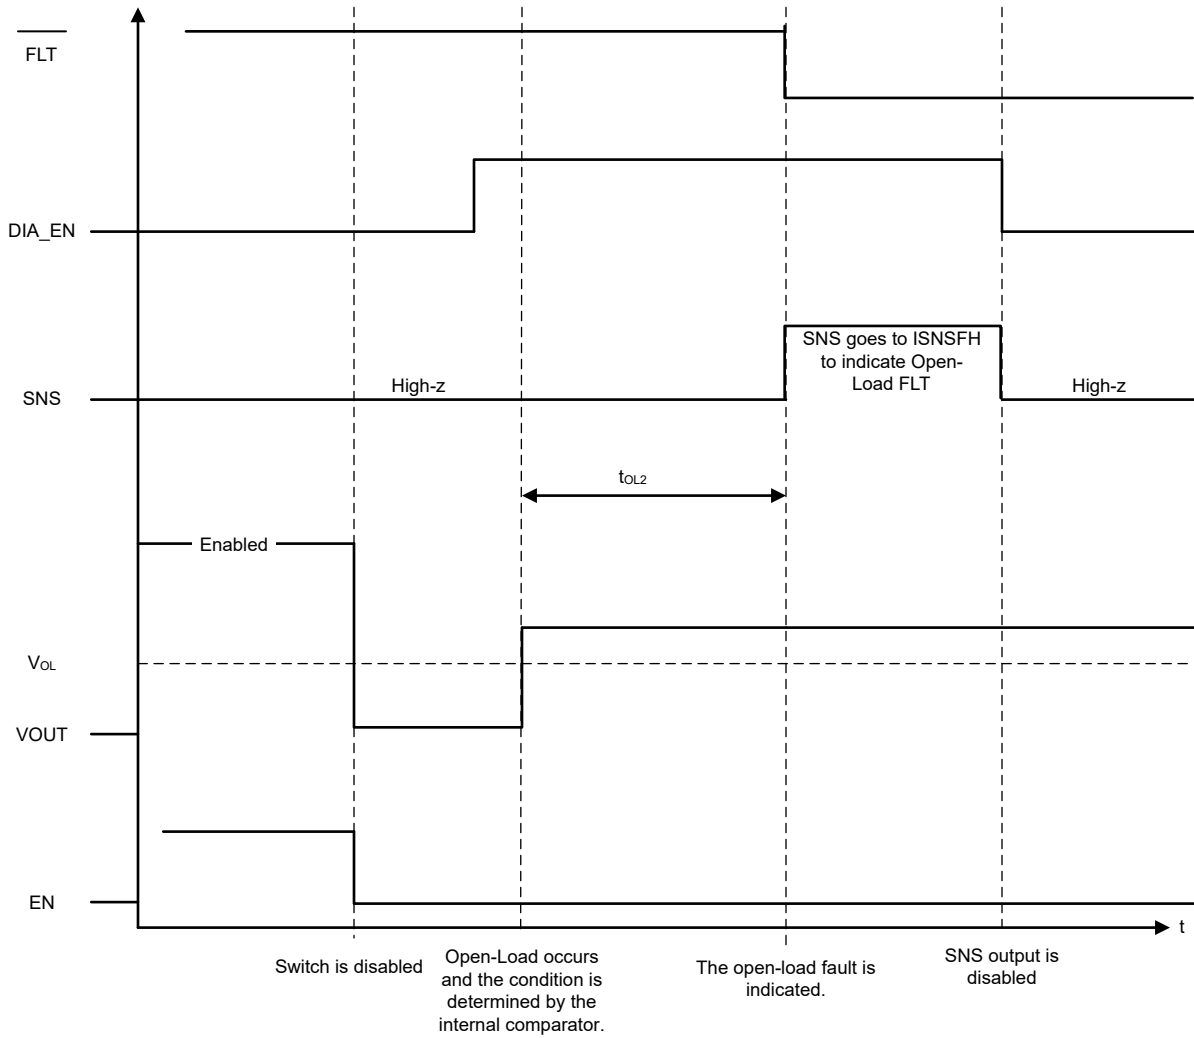 FLT
DIA_EN
SNS goes to ISNSFH
to indicate Open-
Load FLT
High-z
High-z
SNS
tOL2
Enabled
VOL
VOUT
EN
t
Switch is disabled
Open-Load occurs
and the condition is
determined by the
internal comparator.
The open-load fault is
indicated.
SNS output is
disabled